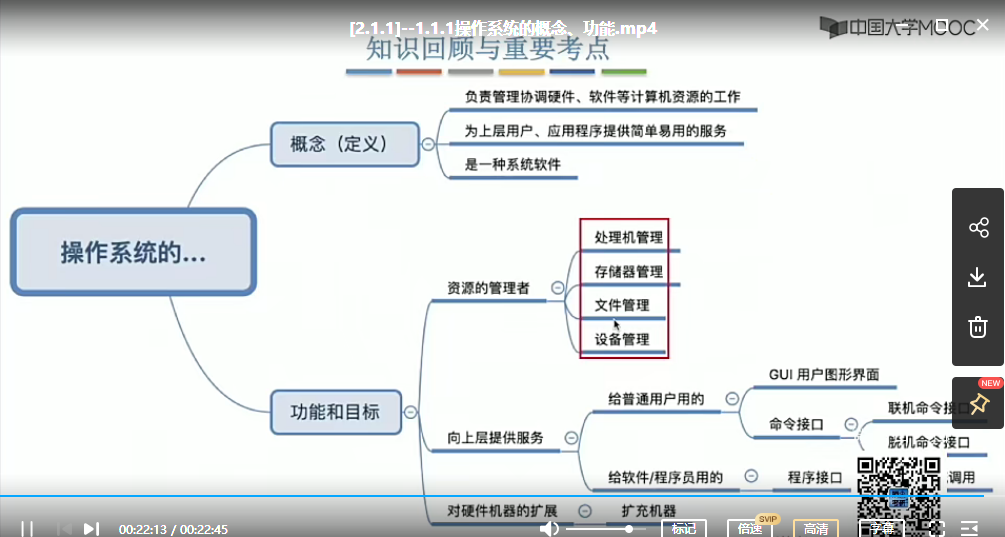 [2.1.1]--1.1.1操作系统的概念、功能.mp4
中国大学MOOC
知识回顾与重要考点
负责管理协调硬件、软件等计算机资源的工作
概念（定义）
为上层用户、应用程序提供简单易用的服务
是一种系统软件
操作系统的...
处理机管理
存储器管理
资源的管理者
文件管理
设备管理
GUI 用户图形界面
给普通用户用的
NEW
功能和目标
联机命令接口
命令接口
向上层提供服务
脱机命令接口
给软件/程序员用的
程序接口
调用
对硬件机器的扩展
扩充机器
00:22:13 / 00:22:45
标记
倍速
SVIP
高清
字幕